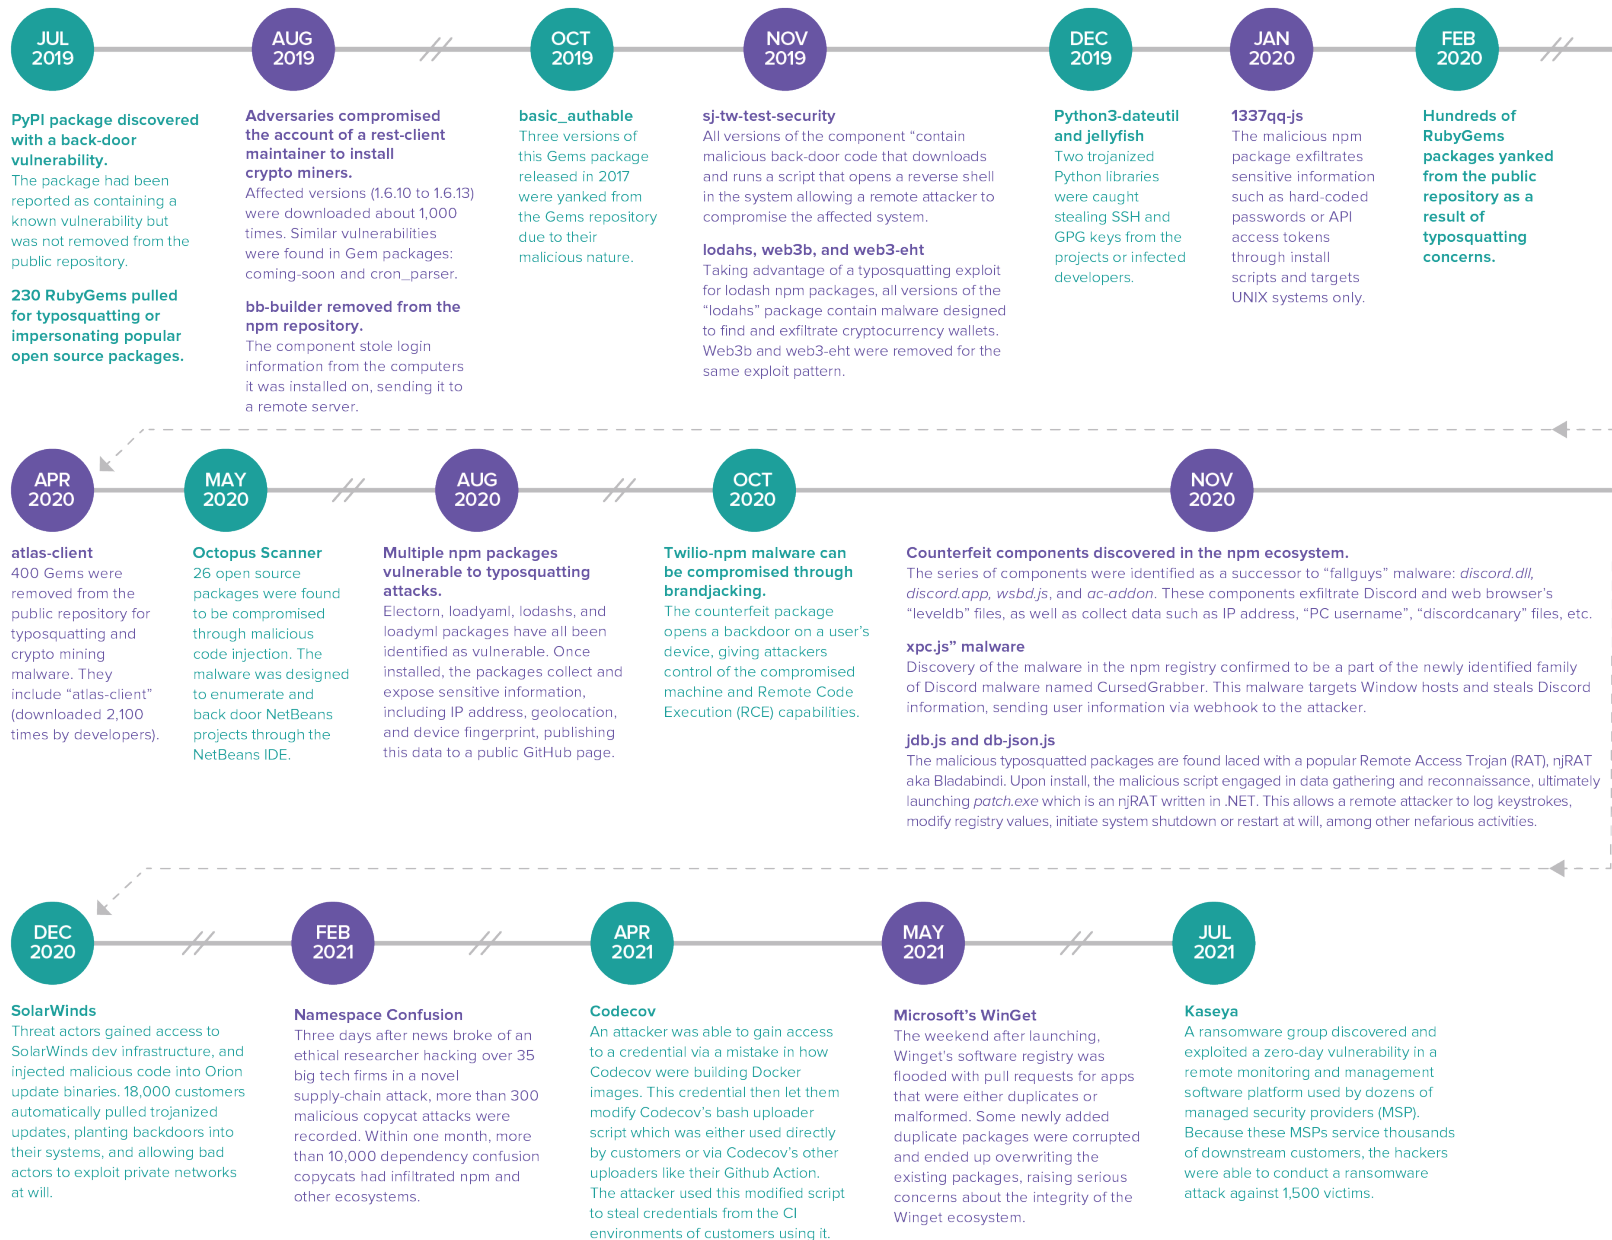 JUL
2019
PyPI package discovered
with a back-door
vulnerability.
The package had been
reported as containing a
known vulnerability but
was not removed from the
public repository.
230 RubyGems pulled
for typosquatting or
impersonating popular
open source packages.
AUG
2019
Adversaries compromised
the account of a rest-client
maintainer to install
crypto miners.
Affected versions (1.6.10 to 1.6.13)
were downloaded about 1,000
times. Similar vulnerabilities
were found in Gem packages:
coming-soon and cron_parser.
bb-builder removed from the
npm repository.
The component stole login
information from the computers
it was installed on, sending it to
a remote server.
OCT
2019
basic_authable
Three versions of
this Gems package
released in 2017
were yanked from
the Gems repository
due to their
malicious nature.
NOV
2019
sj-tw-test-security
All versions of the component “contain
malicious back-door code that downloads
and runs a script that opens a reverse shell
in the system allowing a remote attacker to
compromise the affected system.
lodahs, web3b, and web3-eht
Taking advantage of a typosquatting exploit
for lodash npm packages, all versions of the
“lodahs” package contain malware designed
to find and exfiltrate cryptocurrency wallets.
Web3b and web3-eht were removed for the
same exploit pattern.
DEC
2019
Python3-dateutil
and jellyfish
Two trojanized
Python libraries
were caught
stealing SSH and
GPG keys from the
projects or infected
developers.
JAN
2020
1337qq-js
The malicious npm
package exfiltrates
sensitive information
such as hard-coded
passwords or API
access tokens
through install
scripts and targets
UNIX systems only.
FEB
2020
Hundreds of
RubyGems
packages yanked
from the public
repository as a
result of
typosquatting
concerns.
APR
2020
atlas-client
400 Gems were
removed from the
public repository for
typosquatting and
crypto mining
malware. They
include “atlas-client”
(downloaded 2,100
times by developers).
MAY
2020
Octopus Scanner
26 open source
packages were found
to be compromised
through malicious
code injection. The
malware was designed
to enumerate and
back door NetBeans
projects through the
NetBeans IDE.
AUG
2020
Multiple npm packages
vulnerable to typosquatting
attacks.
Electorn, loadyaml, lodashs, and
loadyml packages have all been
identified as vulnerable. Once
installed, the packages collect and
expose sensitive information,
including IP address, geolocation,
and device fingerprint, publishing
this data to a public GitHub page.
OCT
2020
Twilio-npm malware can
be compromised through
brandjacking.
The counterfeit package
opens a backdoor on a user’s
device, giving attackers
control of the compromised
machine and Remote Code
Execution (RCE) capabilities.
NOV
2020
Counterfeit components discovered in the npm ecosystem.
The series of components were identified as a successor to “fallguys” malware: discord.dll,
discord.app, wsbd.js, and ac-addon. These components exfiltrate Discord and web browser’s
“leveldb” files, as well as collect data such as IP address, “PC username”, “discordcanary” files, etc.
xpc.js” malware
Discovery of the malware in the npm registry confirmed to be a part of the newly identified family
of Discord malware named CursedGrabber. This malware targets Window hosts and steals Discord
information, sending user information via webhook to the attacker.
jdb.js and db-json.js
The malicious typosquatted packages are found laced with a popular Remote Access Trojan (RAT), njRAT
aka Bladabindi. Upon install, the malicious script engaged in data gathering and reconnaissance, ultimately
launching patch.exe which is an njRAT written in .NET. This allows a remote attacker to log keystrokes,
modify registry values, initiate system shutdown or restart at will, among other nefarious activities.
DEC
2020
SolarWinds
Threat actors gained access to
SolarWinds dev infrastructure, and
injected malicious code into Orion
update binaries. 18,000 customers
automatically pulled trojanized
updates, planting backdoors into
their systems, and allowing bad
actors to exploit private networks
at will.
FEB
2021
Namespace Confusion
Three days after news broke of an
ethical researcher hacking over 35
big tech firms in a novel
supply-chain attack, more than 300
malicious copycat attacks were
recorded. Within one month, more
than 10,000 dependency confusion
copycats had infiltrated npm and
other ecosystems.
APR
2021
Codecov
An attacker was able to gain access
to a credential via a mistake in how
Codecov were building Docker
images. This credential then let them
modify Codecov’s bash uploader
script which was either used directly
by customers or via Codecov’s other
uploaders like their Github Action.
The attacker used this modified script
to steal credentials from the CI
environments of customers using it.
MAY
2021
Microsoft’s WinGet
The weekend after launching,
Winget's software registry was
flooded with pull requests for apps
that were either duplicates or
malformed. Some newly added
duplicate packages were corrupted
and ended up overwriting the
existing packages, raising serious
concerns about the integrity of the
Winget ecosystem.
JUL
2021
Kaseya
A ransomware group discovered and
exploited a zero-day vulnerability in a
remote monitoring and management
software platform used by dozens of
managed security providers (MSP).
Because these MSPs service thousands
of downstream customers, the hackers
were able to conduct a ransomware
attack against 1,500 victims.